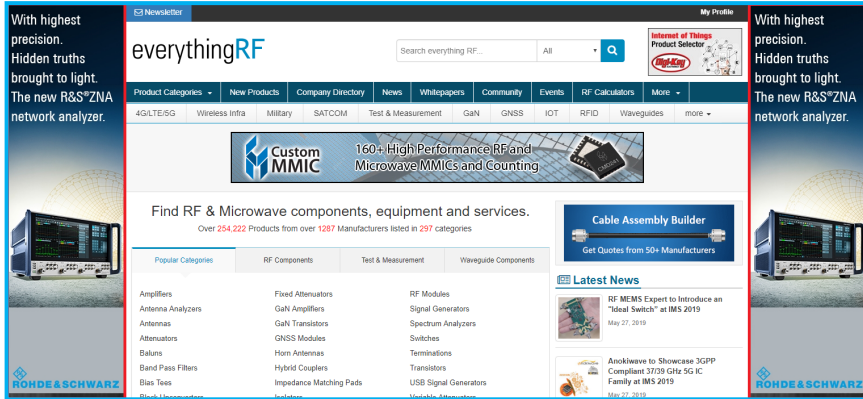 With highest
precision.
Hidden truths
brought to light.
The new R&S®ZNA
network analyzer.
ROHDE&SCHWARZ
Newsletter
My Profile
everythingRF
Search everything RF...
All
Internet of Things
Product Selector
Digi-Key
Product Categories
New Products
Company Directory
News
Whitepapers
Community
Events
RF Calculators
More
4G/LTE/5G
Wireless Infra
Military
SATCOM
Test & Measurement
GaN
GNSS
IOT
RFID
Waveguides
more
Custom
MMIC
160+ High Performance RF and
Microwave MMICs and Counting
CMD241
Find RF & Microwave components, equipment and services.
Over 254,222 Products from over 1287 Manufacturers listed in 297 categories
Popular Categories
RF Components
Test & Measurement
Waveguide Components
Amplifiers
Antenna Analyzers
Antennas
Attenuators
Baluns
Band Pass Filters
Bias Tees
Block Upconverters
Fixed Attenuators
GaN Amplifiers
GaN Transistors
GNSS Modules
Horn Antennas
Hybrid Couplers
Impedance Matching Pads
Isolators
RF Modules
Signal Generators
Spectrum Analyzers
Switches
Terminations
Transistors
USB Signal Generators
Variable Attenuators
Cable Assembly Builder
Get Quotes from 50+ Manufacturers
Latest News
RF MEMS Expert to Introduce an
"Ideal Switch" at IMS 2019
May 27, 2019
Anokiwave to Showcase 3GPP
Compliant 37/39 GHz 5G IC
Family at IMS 2019
May 27, 2019
With highest
precision.
Hidden truths
brought to light.
The new R&S®ZNA
network analyzer.
ROHDE&SCHWARZ